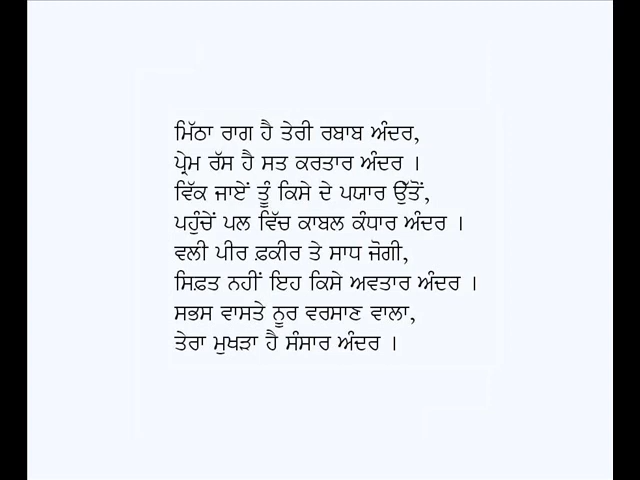 ਮਿੱਠਾ ਰਾਗ ਹੈ ਤੇਰੀ ਰਬਾਬ ਅੰਦਰ,
ਪ੍ਰੇਮ ਰੱਸ ਹੈ ਸਤ ਕਰਤਾਰ ਅੰਦਰ ।
ਵਿੱਕ ਜਾਏਂ ਤੂੰ ਕਿਸੇ ਦੇ ਪਯਾਰ ਉੱਤੋਂ,
ਪਹੁੰਚੇਂ ਪਲ ਵਿੱਚ ਕਾਬਲ ਕੰਧਾਰ ਅੰਦਰ ।
ਵਲੀ ਪੀਰ ਫ਼ਕੀਰ ਤੇ ਸਾਧ ਜੋਗੀ,
ਸਿਫ਼ਤ ਨਹੀਂ ਇਹ ਕਿਸੇ ਅਵਤਾਰ ਅੰਦਰ ।
ਸਭਸ ਵਾਸਤੇ ਨੂਰ ਵਰਸਾਣ ਵਾਲਾ,
ਤੇਰਾ ਮੁਖੜਾ ਹੈ ਸੰਸਾਰ ਅੰਦਰ ।